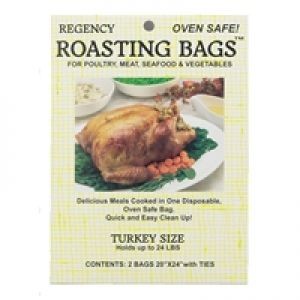 REGENCY OVEN SAFE!
ROASTING BAGS™
FOR POULTRY, MEAT, SEAFOOD & VEGETABLES
Delicious Meals Cooked in One Disposable,
Oven Safe Bag.
Quick and Easy Clean Up!
TURKEY SIZE
Holds up to 24 LBS
CONTENTS: 2 BAGS 20"X24" with TIES